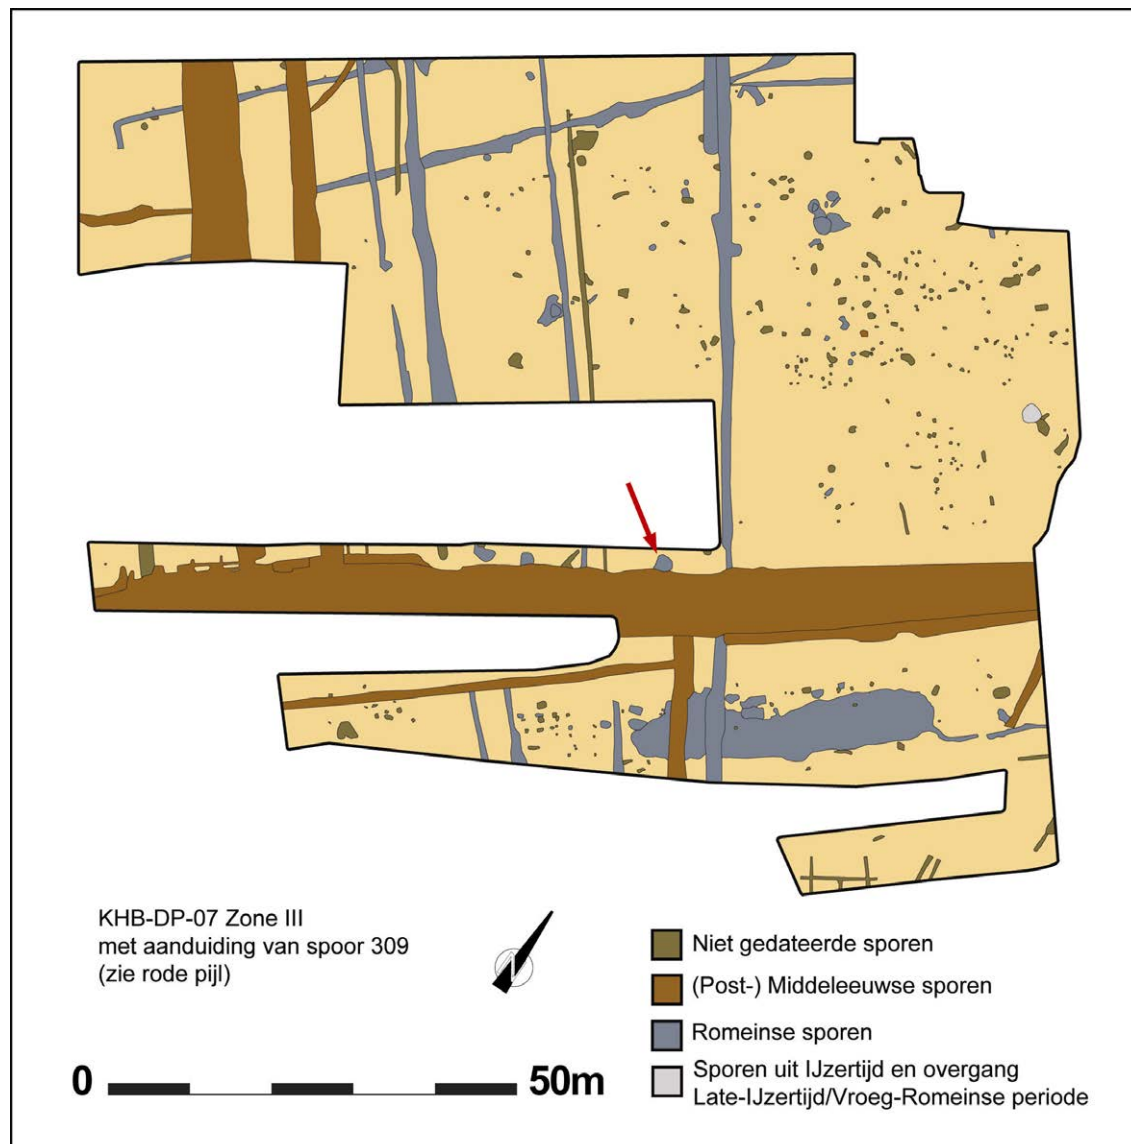 KHB-DP-07 Zone III
met aanduiding van spoor 309
(zie rode pijl)
Niet gedateerde sporen
(Post-) Middeleeuwse sporen
Romeinse sporen
Sporen uit IJzertijd en overgang
Late-IJzertijd/Vroeg-Romeinse periode
0 50m